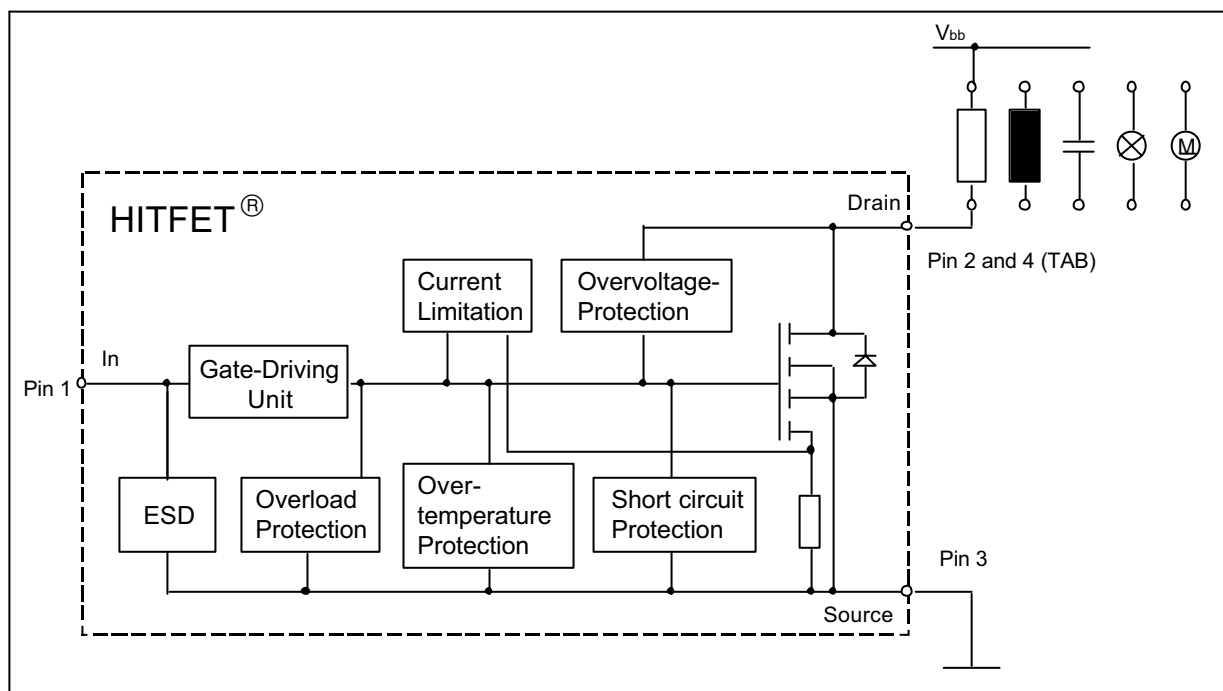 Vbb
HITFET ®
Drain
Pin 2 and 4 (TAB)
Current
Limitation
Overvoltage-
Protection
M
In
Pin 1
Gate-Driving
Unit
ESD
Overload
Protection
Over-
temperature
Protection
Short circuit
Protection
Pin 3
Source